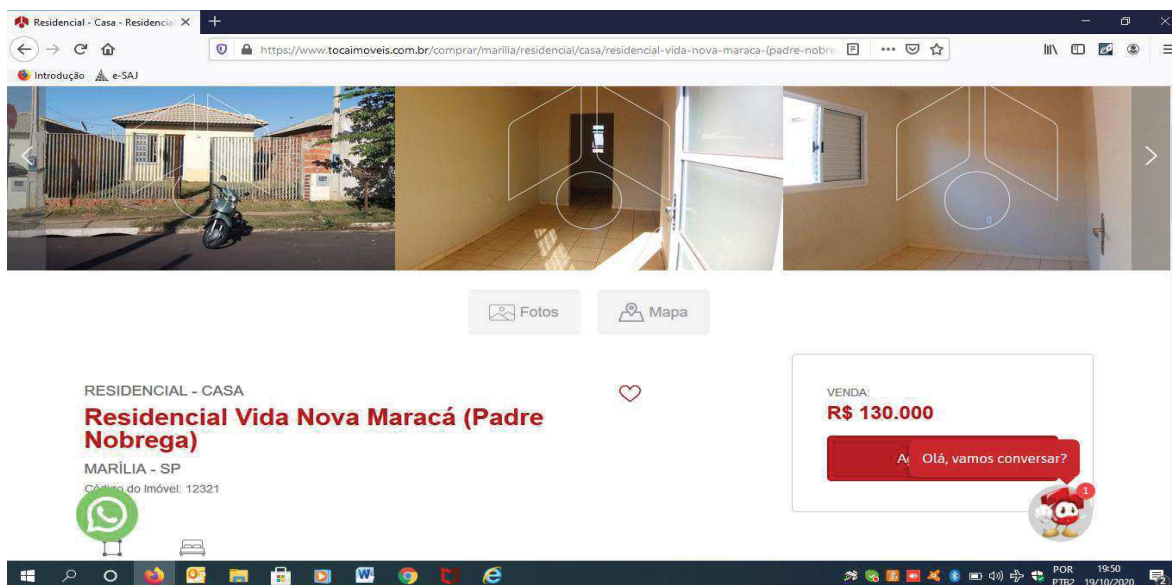 Residencial - Casa - Residencial
https://www.tocaimoveis.com.br/comprar/marilia/residencial/casa/residencial-vida-nova-maraca-(padre-nobre
Introdução e-SAJ
Fotos Mapa
RESIDENCIAL - CASA
Residencial Vida Nova Maracá (Padre
Nobrega)
MARÍLIA - SP
Código do Imóvel: 12321
VENDA:
R$ 130.000
Olá, vamos conversar?
1
POR 19:50
PTB2 19/10/2020
2